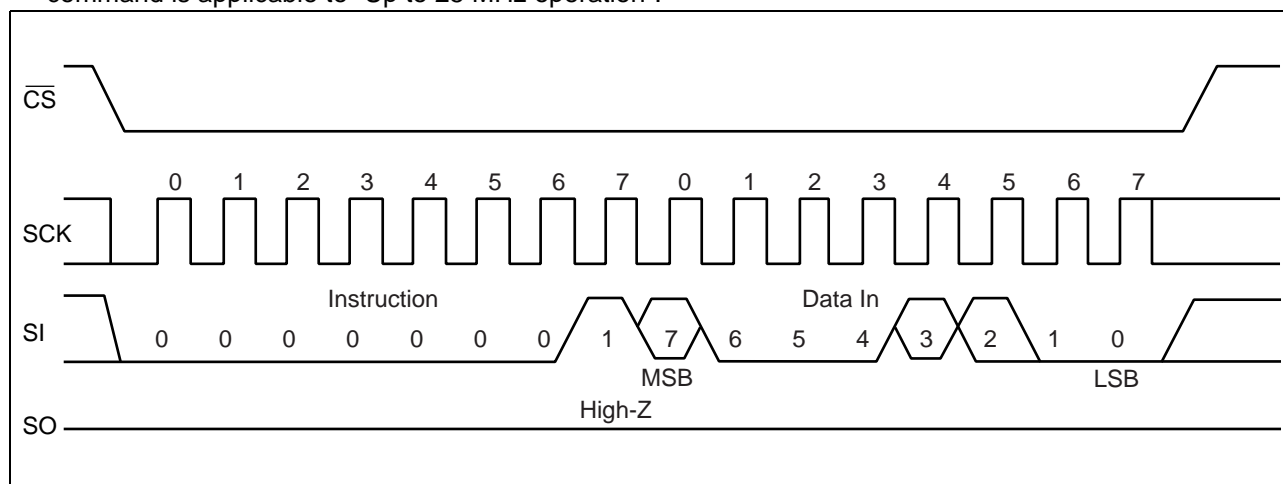 command is applicable to “Up to 25 MHz operation”.
CS
0 1 2 3 4 5 6 7 0 1 2 3 4 5 6 7
SCK
Instruction Data In
SI 0 0 0 0 0 0 0 1 7 6 5 4 3 2 1 0
MSB LSB
High-Z
SO